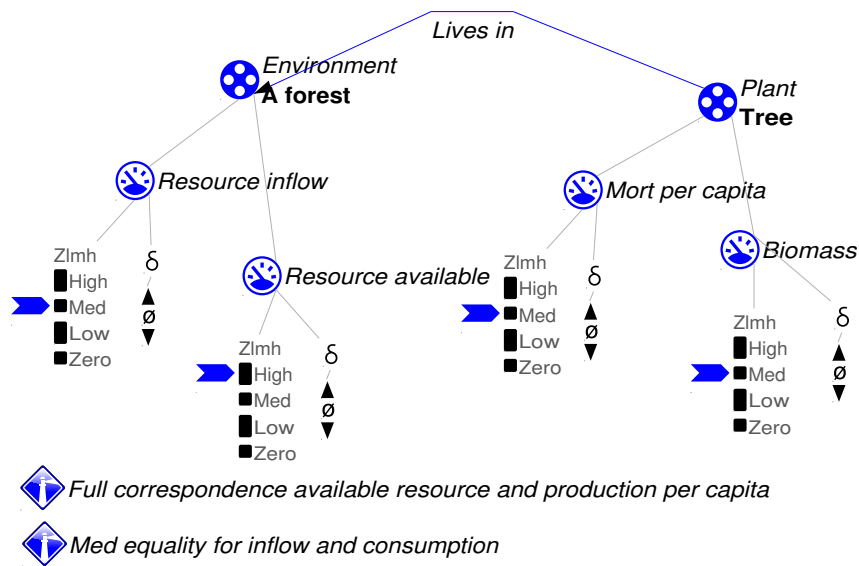 Lives in
Environment
A forest
Plant
Tree
Resource inflow
Mort per capita
Zlmh
δ
High
Med
ø
Low
Zero
Resource available
Zlmh
δ
High
Med
ø
Low
Zero
Zlmh
δ
High
Med
ø
Low
Zero
Biomass
Zlmh
δ
High
Med
ø
Low
Zero
Full correspondence available resource and production per capita
Med equality for inflow and consumption